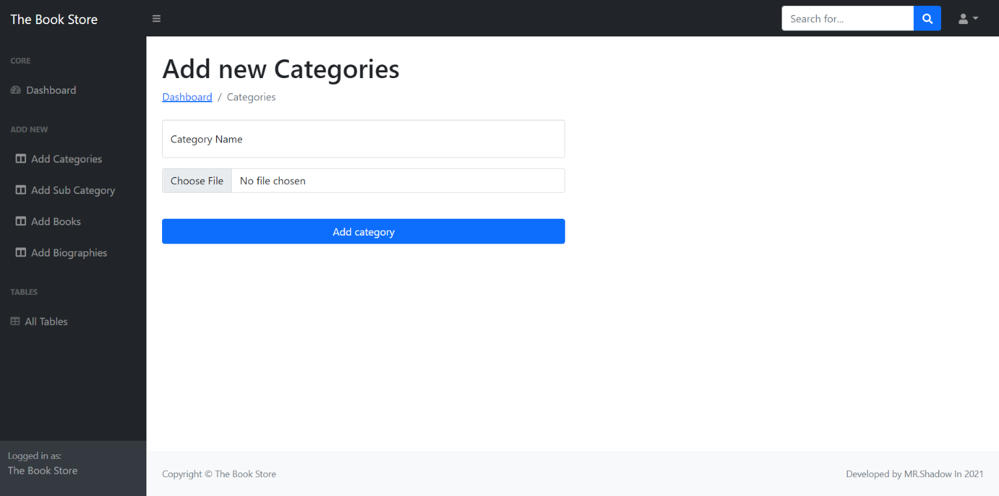 The Book Store
Search for...
CORE
Dashboard
ADD NEW
Add Categories
Add Sub Category
Add Books
Add Biographies
TABLES
All Tables
Logged in as:
The Book Store
Add new Categories
Dashboard / Categories
Category Name
Choose File No file chosen
Add category
Copyright © The Book Store
Developed by MR.Shadow In 2021